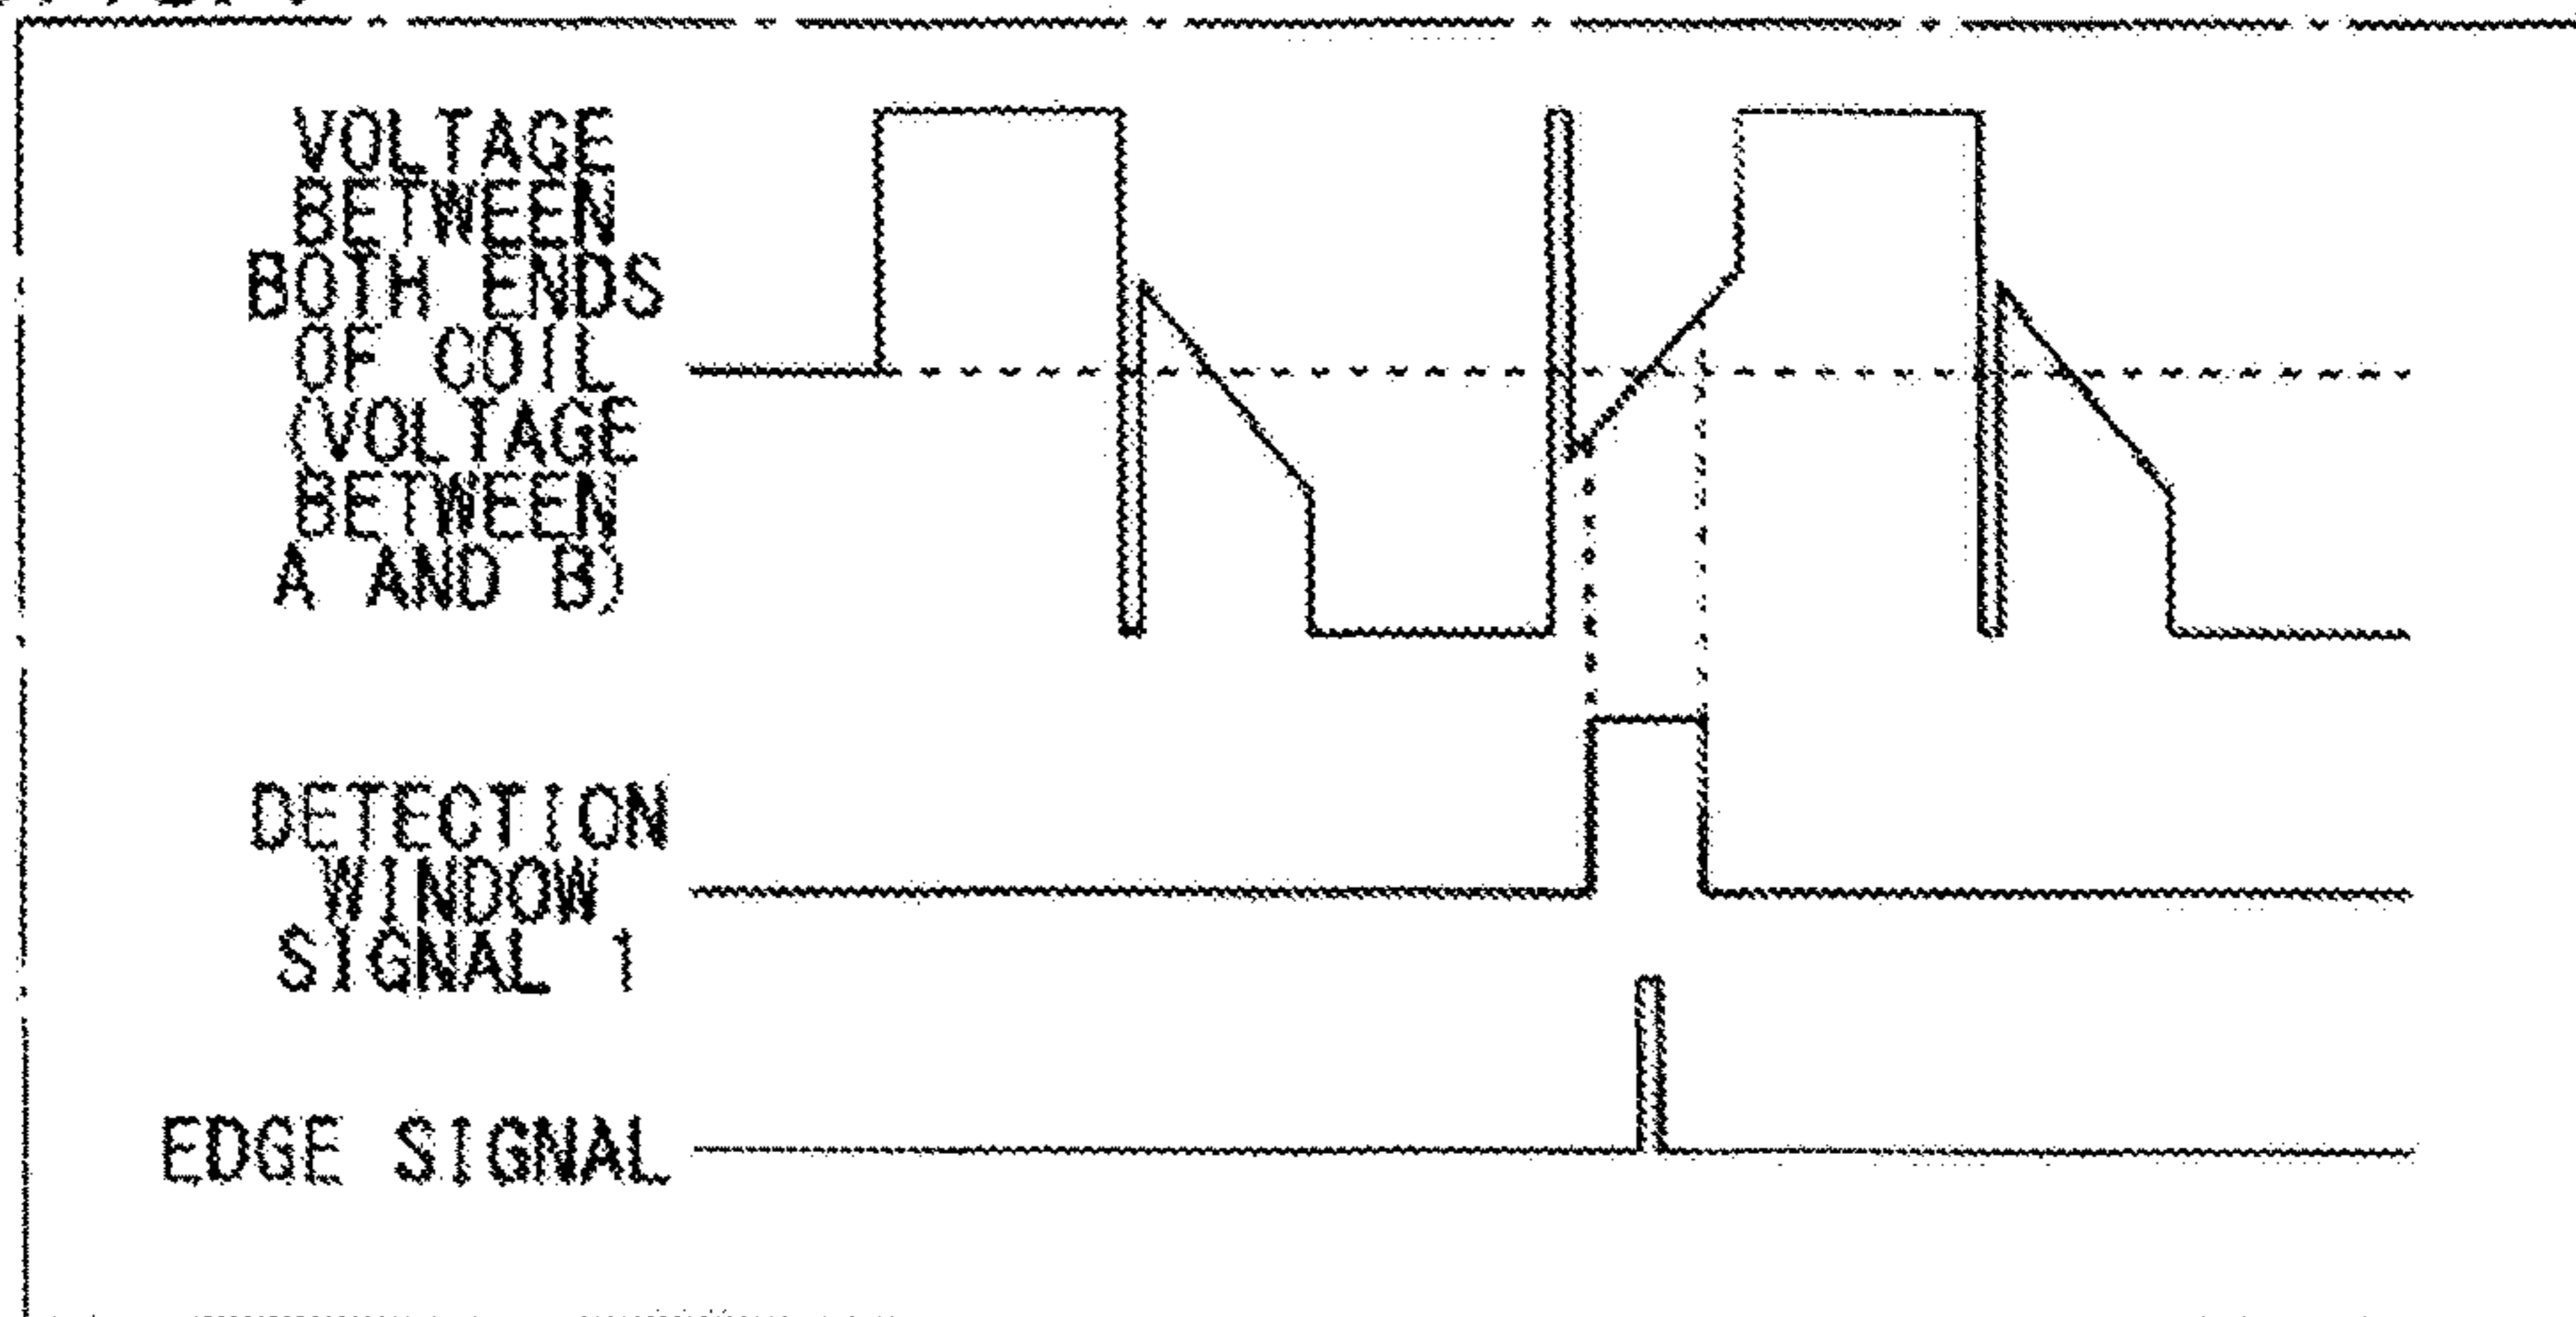 VOLTAGE
BETWEEN
BOTH ENDS
OF COIL
(VOLTAGE
BETWEEN
A AND B)
DETECTION
WINDOW
SIGNAL 1
EDGE SIGNAL